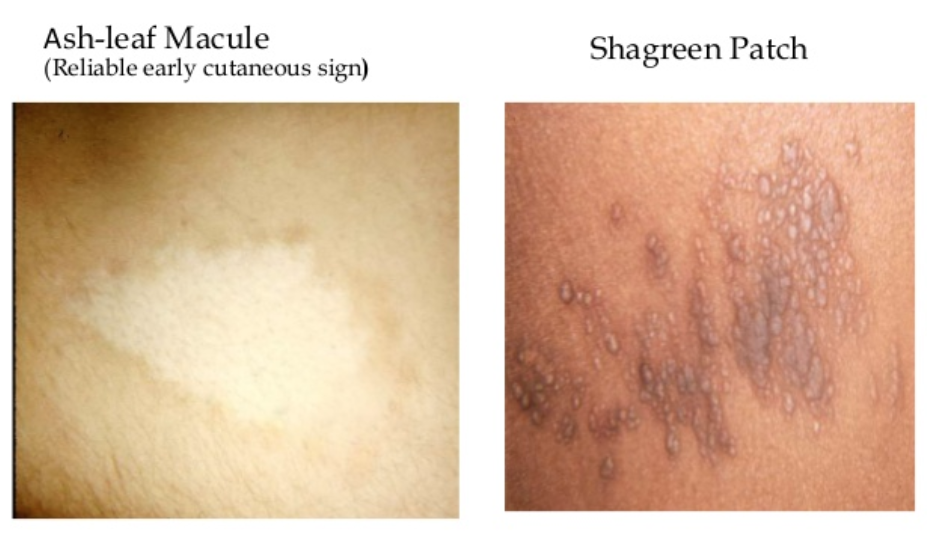 Ash-leaf Macule
(Reliable early cutaneous sign)
Shagreen Patch